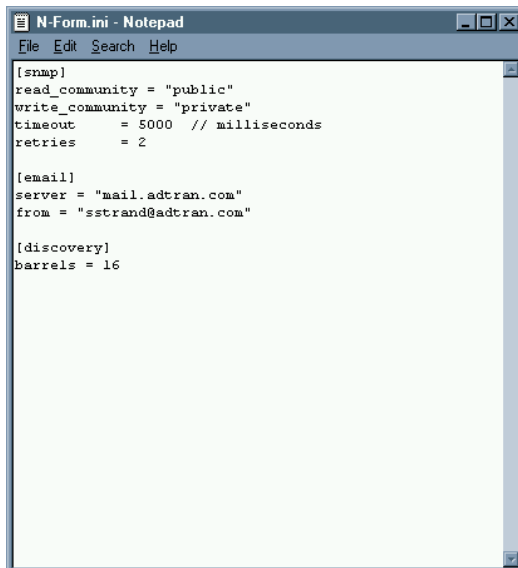 N-Form.ini - Notepad
File Edit Search Help
[snmp]
read_community = "public"
write_community = "private"
timeout      = 5000  // milliseconds
retries      = 2

[email]
server = "mail.adtran.com"
from = "sstrand@adtran.com"

[discovery]
barrels = 16